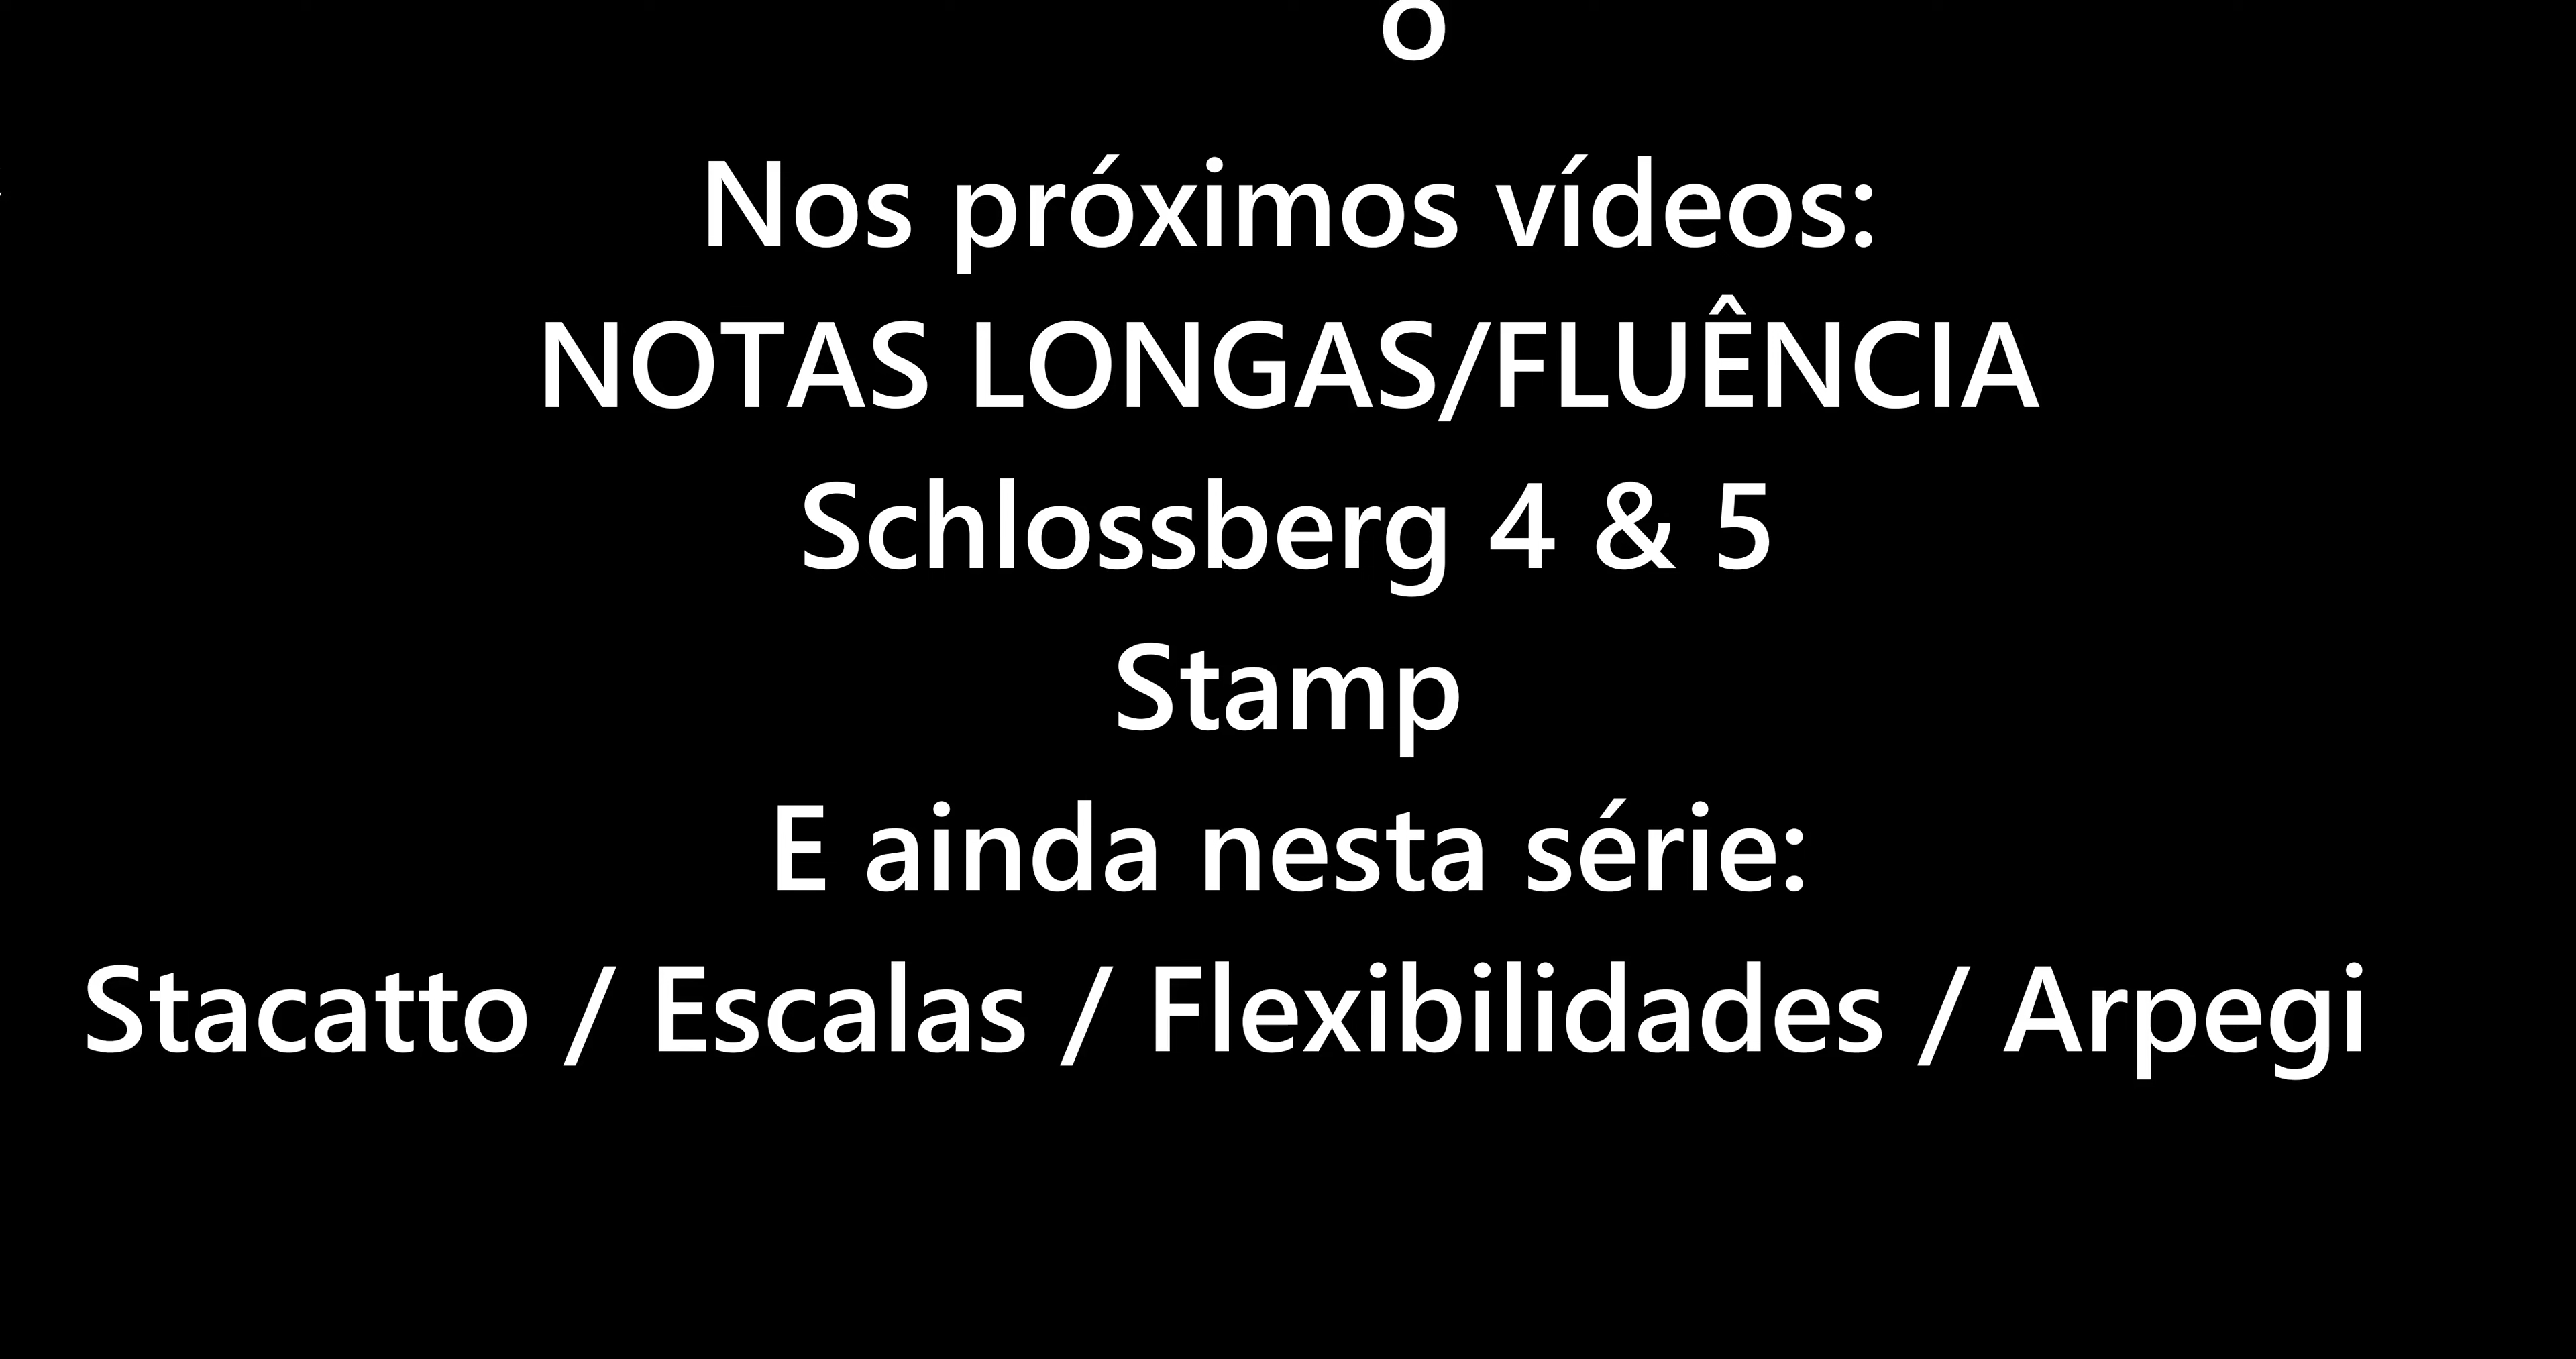 o
Nos próximos vídeos:
NOTAS LONGAS/FLUÊNCIA
Schlossberg 4 & 5
Stamp
E ainda nesta série:
Stacatto / Escalas / Flexibilidades / Arpegi